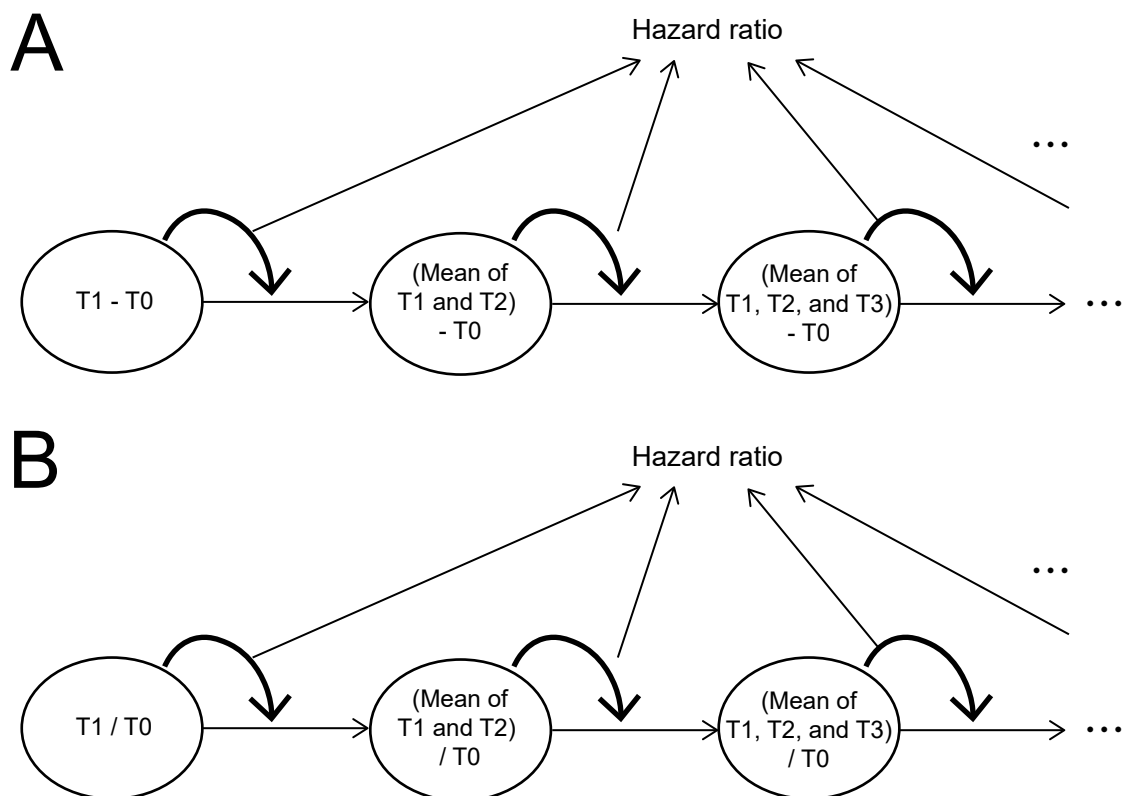 A
Hazard ratio
...
T1 - T0
(Mean of
T1 and T2)
- T0
(Mean of
T1, T2, and T3)
- T0
...
B
Hazard ratio
...
T1 / T0
(Mean of
T1 and T2)
/ T0
(Mean of
T1, T2, and T3)
/ T0
...